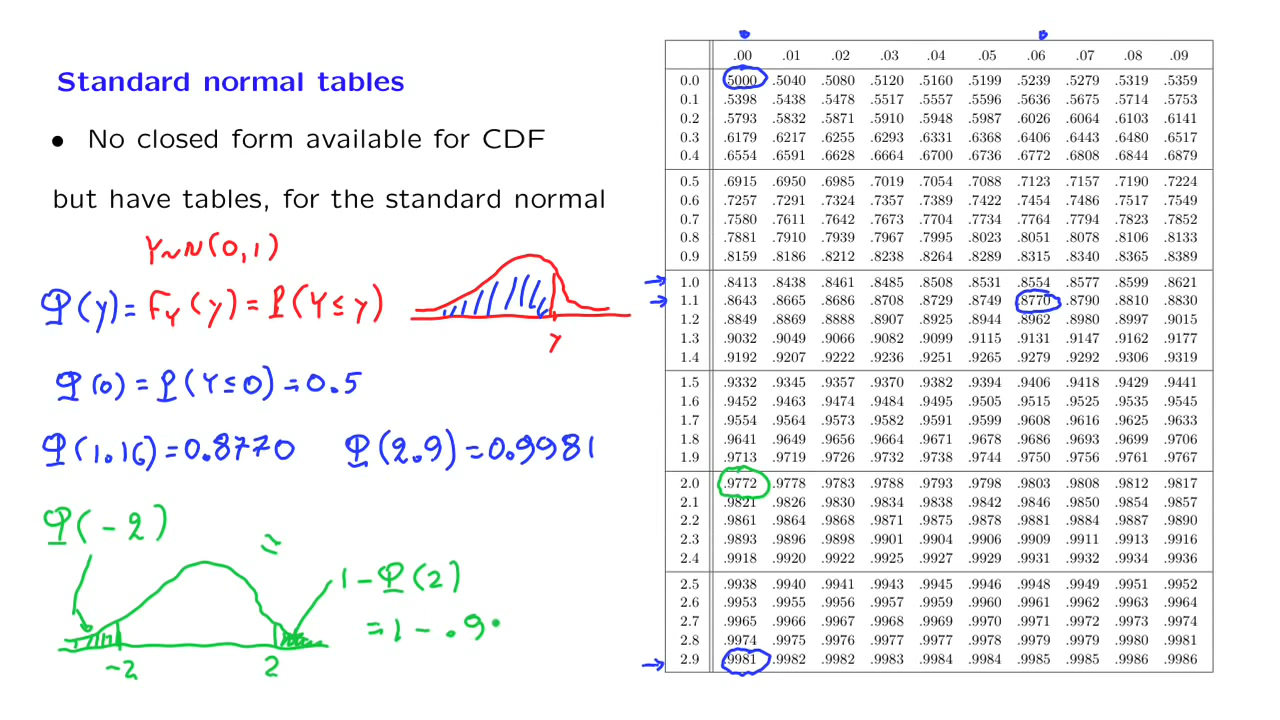 Standard normal tables
• No closed form available for CDF
but have tables, for the standard normal
Y~N(0,1)
Φ(y) = F_Y(y) = P(Y≤y)
y
Φ(0) = P(Y≤0) = 0.5
Φ(1.16) = 0.8770 Φ(2.9) = 0.9981
Φ(-2) =
1-Φ(2)
= 1 - .9
-2 2
.00 .01 .02 .03 .04 .05 .06 .07 .08 .09
0.0 .5000 .5040 .5080 .5120 .5160 .5199 .5239 .5279 .5319 .5359
0.1 .5398 .5438 .5478 .5517 .5557 .5596 .5636 .5675 .5714 .5753
0.2 .5793 .5832 .5871 .5910 .5948 .5987 .6026 .6064 .6103 .6141
0.3 .6179 .6217 .6255 .6293 .6331 .6368 .6406 .6443 .6480 .6517
0.4 .6554 .6591 .6628 .6664 .6700 .6736 .6772 .6808 .6844 .6879
0.5 .6915 .6950 .6985 .7019 .7054 .7088 .7123 .7157 .7190 .7224
0.6 .7257 .7291 .7324 .7357 .7389 .7422 .7454 .7486 .7517 .7549
0.7 .7580 .7611 .7642 .7673 .7704 .7734 .7764 .7794 .7823 .7852
0.8 .7881 .7910 .7939 .7967 .7995 .8023 .8051 .8078 .8106 .8133
0.9 .8159 .8186 .8212 .8238 .8264 .8289 .8315 .8340 .8365 .8389
1.0 .8413 .8438 .8461 .8485 .8508 .8531 .8554 .8577 .8599 .8621
1.1 .8643 .8665 .8686 .8708 .8729 .8749 .8770 .8790 .8810 .8830
1.2 .8849 .8869 .8888 .8907 .8925 .8944 .8962 .8980 .8997 .9015
1.3 .9032 .9049 .9066 .9082 .9099 .9115 .9131 .9147 .9162 .9177
1.4 .9192 .9207 .9222 .9236 .9251 .9265 .9279 .9292 .9306 .9319
1.5 .9332 .9345 .9357 .9370 .9382 .9394 .9406 .9418 .9429 .9441
1.6 .9452 .9463 .9474 .9484 .9495 .9505 .9515 .9525 .9535 .9545
1.7 .9554 .9564 .9573 .9582 .9591 .9599 .9608 .9616 .9625 .9633
1.8 .9641 .9649 .9656 .9664 .9671 .9678 .9686 .9693 .9699 .9706
1.9 .9713 .9719 .9726 .9732 .9738 .9744 .9750 .9756 .9761 .9767
2.0 .9772 .9778 .9783 .9788 .9793 .9798 .9803 .9808 .9812 .9817
2.1 .9821 .9826 .9830 .9834 .9838 .9842 .9846 .9850 .9854 .9857
2.2 .9861 .9864 .9868 .9871 .9875 .9878 .9881 .9884 .9887 .9890
2.3 .9893 .9896 .9898 .9901 .9904 .9906 .9909 .9911 .9913 .9916
2.4 .9918 .9920 .9922 .9925 .9927 .9929 .9931 .9932 .9934 .9936
2.5 .9938 .9940 .9941 .9943 .9945 .9946 .9948 .9949 .9951 .9952
2.6 .9953 .9955 .9956 .9957 .9959 .9960 .9961 .9962 .9963 .9964
2.7 .9965 .9966 .9967 .9968 .9969 .9970 .9971 .9972 .9973 .9974
2.8 .9974 .9975 .9976 .9977 .9977 .9978 .9979 .9979 .9980 .9981
2.9 .9981 .9982 .9982 .9983 .9984 .9984 .9985 .9985 .9986 .9986